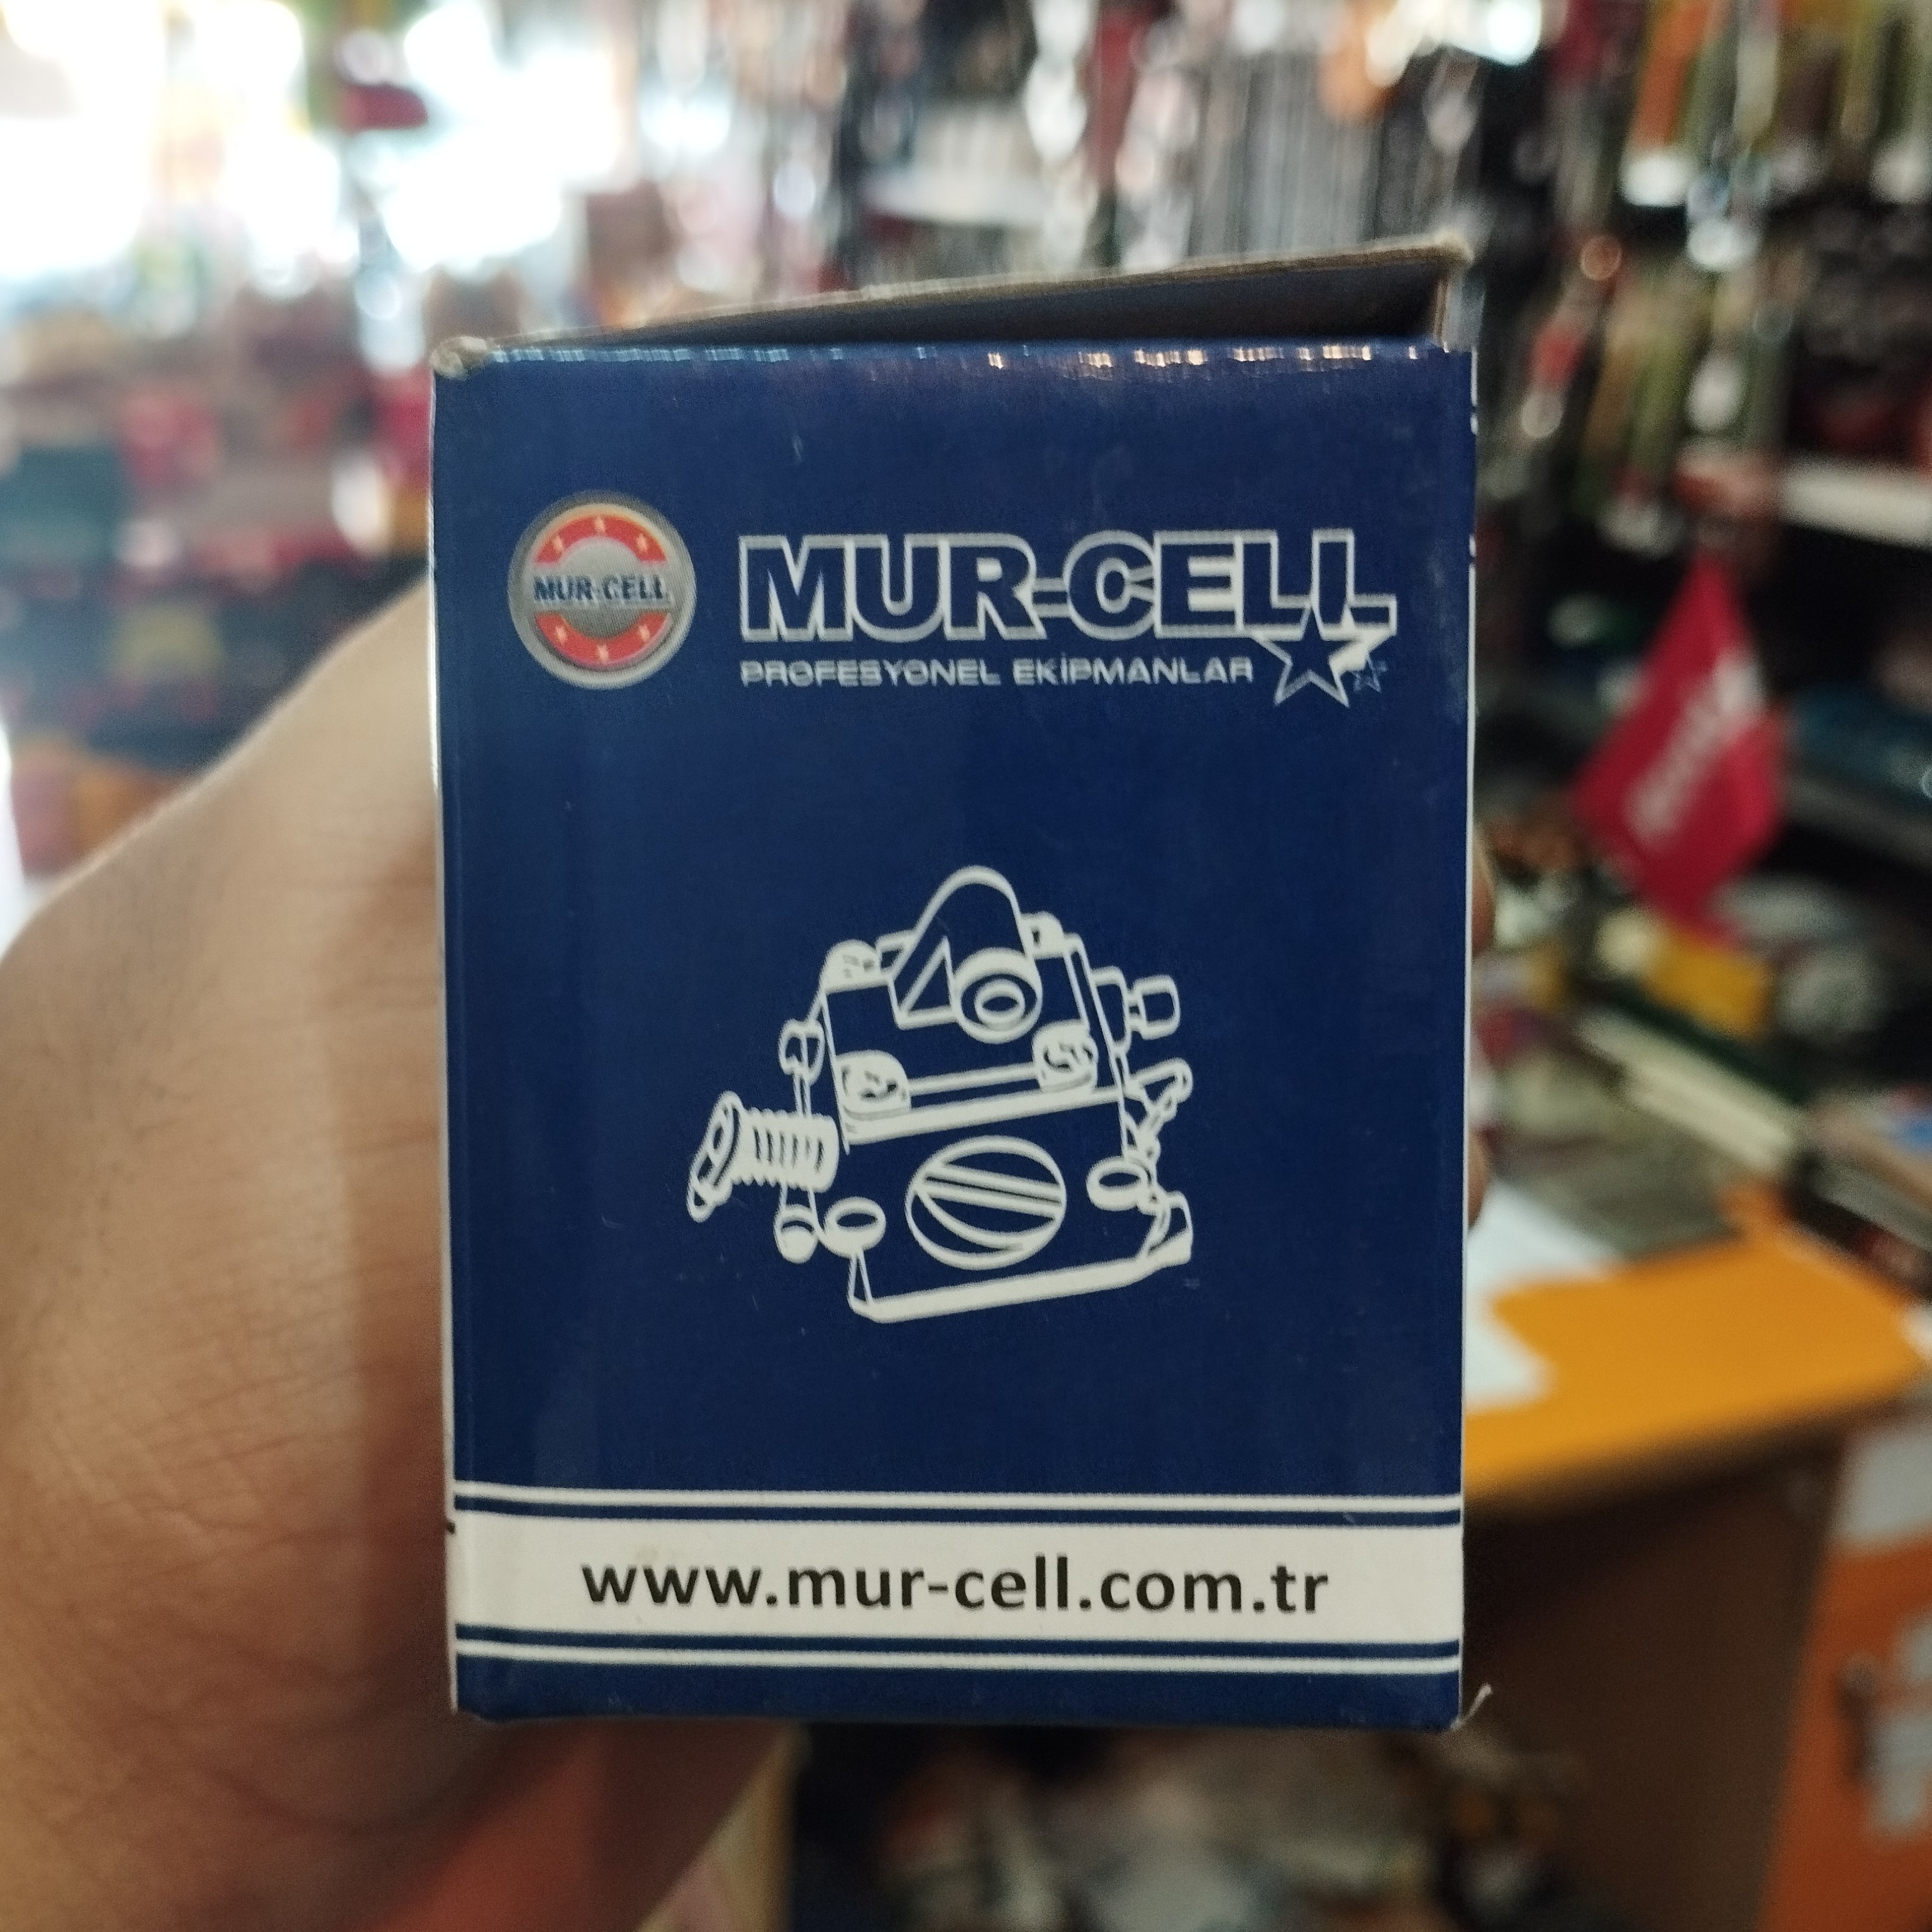 MUR-CELL
MUR-CELL
PROFESYONEL EKİPMANLAR
www.mur-cell.com.tr